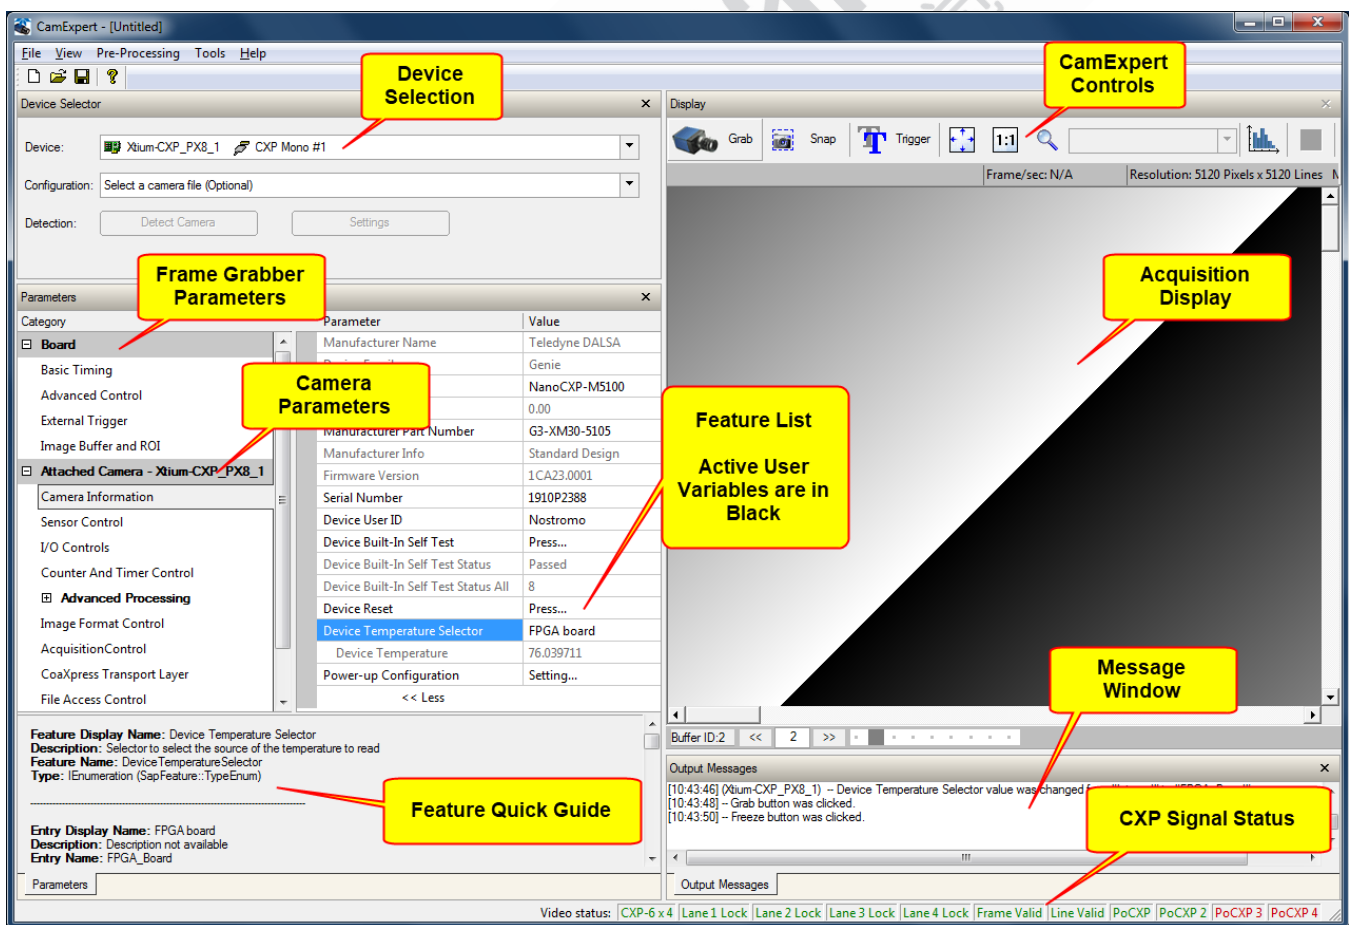 CamExpert - [Untitled]
File View Pre-Processing Tools Help
Device
Selection
CamExpert
Controls
Device Selector
Device: Xtium-CXP_PX8_1 CXP Mono #1
Configuration: Select a camera file (Optional)
Detection: Detect Camera Settings
Display
Grab Snap Trigger 1:1
Frame/sec: N/A Resolution: 5120 Pixels x 5120 Lines
Frame Grabber
Parameters
Acquisition
Display
Parameters
Category
Board
Basic Timing
Advanced Control
External Trigger
Image Buffer and ROI
Attached Camera - Xtium-CXP_PX8_1
Camera Information
Sensor Control
I/O Controls
Counter And Timer Control
Advanced Processing
Image Format Control
AcquisitionControl
CoaXpress Transport Layer
File Access Control
Camera
Parameters
Parameter Value
Manufacturer Name Teledyne DALSA
Genie
NanoCXP-M5100
0.00
Manufacturer Part Number G3-XM30-5105
Manufacturer Info Standard Design
Firmware Version 1CA23.0001
Serial Number 1910P2388
Device User ID Nostromo
Device Built-In Self Test Press...
Device Built-In Self Test Status Passed
Device Built-In Self Test Status All 8
Device Reset Press...
Device Temperature Selector FPGA board
Device Temperature 76.039711
Power-up Configuration Setting...
<< Less
Feature List
Active User
Variables are in
Black
Message
Window
Feature Display Name: Device Temperature Selector
Description: Selector to select the source of the temperature to read
Feature Name: DeviceTemperatureSelector
Type: IEnumeration (SapFeature::TypeEnum)
Entry Display Name: FPGA board
Description: Description not available
Entry Name: FPGA_Board
Parameters
Feature Quick Guide
Buffer ID:2 << 2 >>
Output Messages
[10:43:46] (Xtium-CXP_PX8_1) -- Device Temperature Selector value was changed
[10:43:48] -- Grab button was clicked.
[10:43:50] -- Freeze button was clicked.
CXP Signal Status
Output Messages
Video status: CXP-6 x 4 Lane 1 Lock Lane 2 Lock Lane 3 Lock Lane 4 Lock Frame Valid Line Valid PoCXP PoCXP 2 PoCXP 3 PoCXP 4